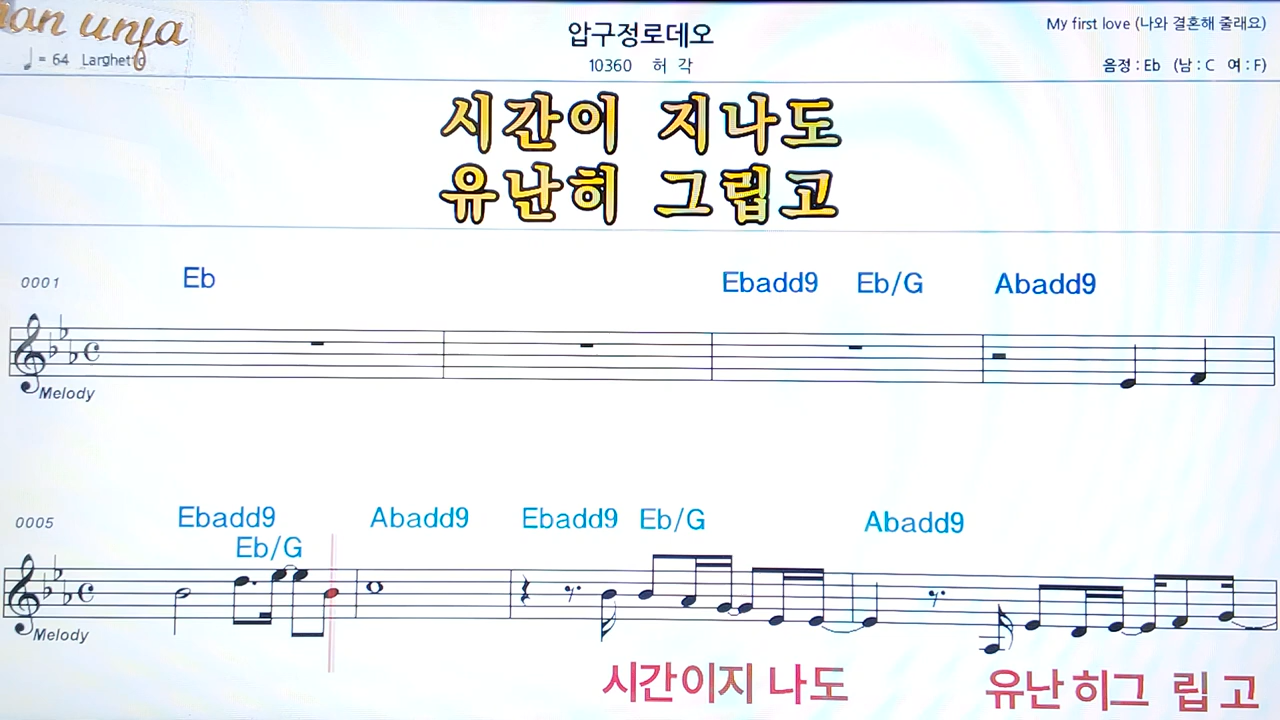 압구정로데오
My first love (나와 결혼해 줄래요)
= 64 Larghetto
10360 허 각
음정 : Eb (남 : C 여 : F)
시간이 지나도
유난히 그립고
0001 Eb Ebadd9 Eb/G Abadd9
Melody
0005 Ebadd9 Abadd9 Ebadd9 Eb/G Abadd9
Eb/G
Melody
시간이지 나도 유난 히그 립 고